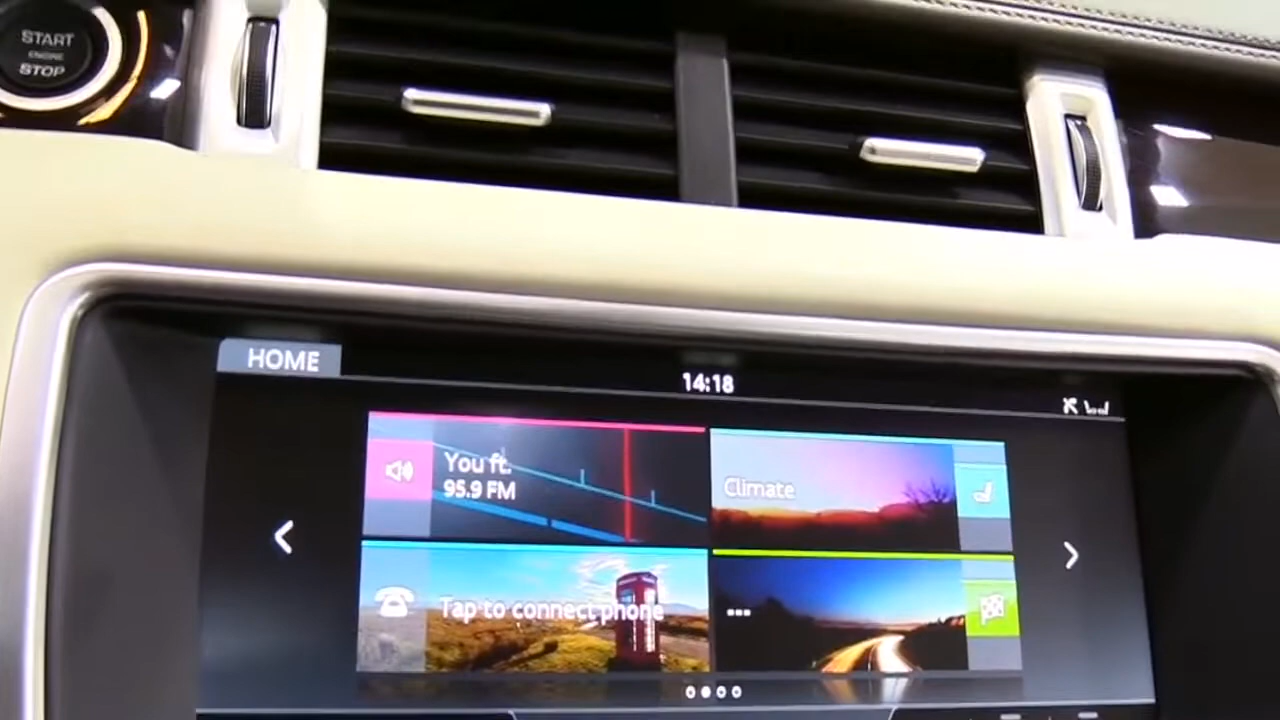 START
ENGINE
STOP
HOME
14:18
You ft.
95.9 FM
Climate
Tap to connect phone
...